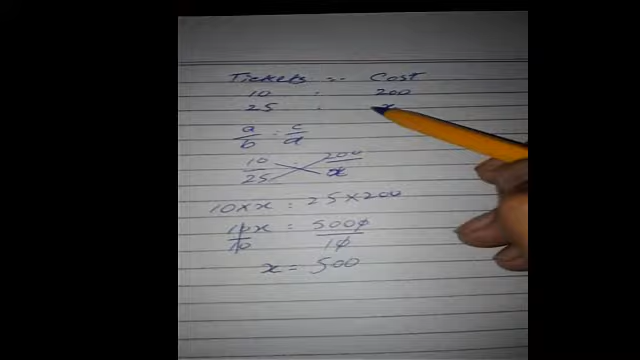 Tickets :- Cost
10 : 200
25 : x
a/b : c/d
10/25 : 200/x
10 × x : 25 × 200
10x/10 = 5000/10
x = 500